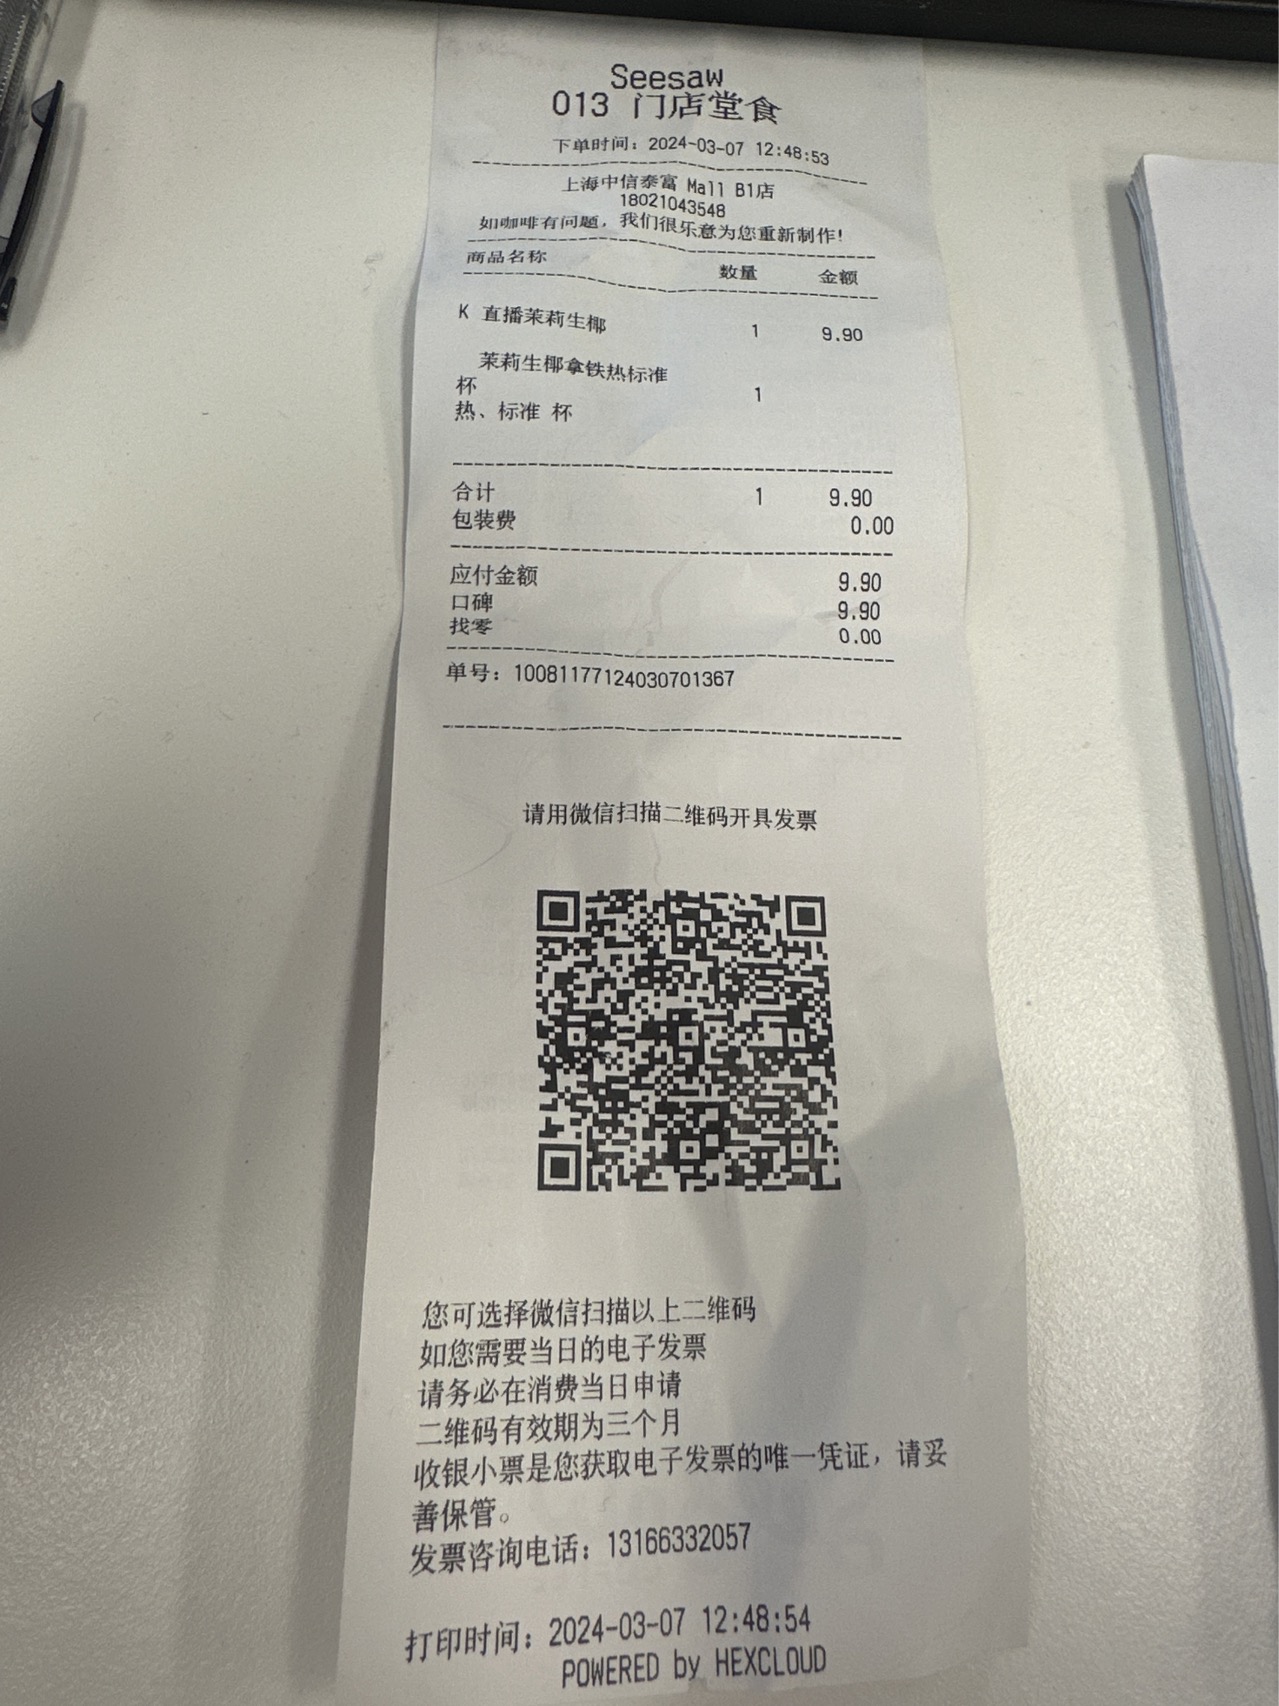 Seesaw
013 门店堂食
下单时间：2024-03-07 12:48:53
上海中信泰富 Mall B1店
18021043548
如咖啡有问题，我们很乐意为您重新制作！
商品名称 数量 金额
K 直播茉莉生椰 1 9.90
茉莉生椰拿铁热标准
杯 1
热、标准 杯
合计 1 9.90
包装费 0.00
应付金额 9.90
口碑 9.90
找零 0.00
单号：10081177124030701367
请用微信扫描二维码开具发票
您可选择微信扫描以上二维码
如您需要当日的电子发票
请务必在消费当日申请
二维码有效期为三个月
收银小票是您获取电子发票的唯一凭证，请妥
善保管。
发票咨询电话：13166332057
打印时间：2024-03-07 12:48:54
POWERED by HEXCLOUD